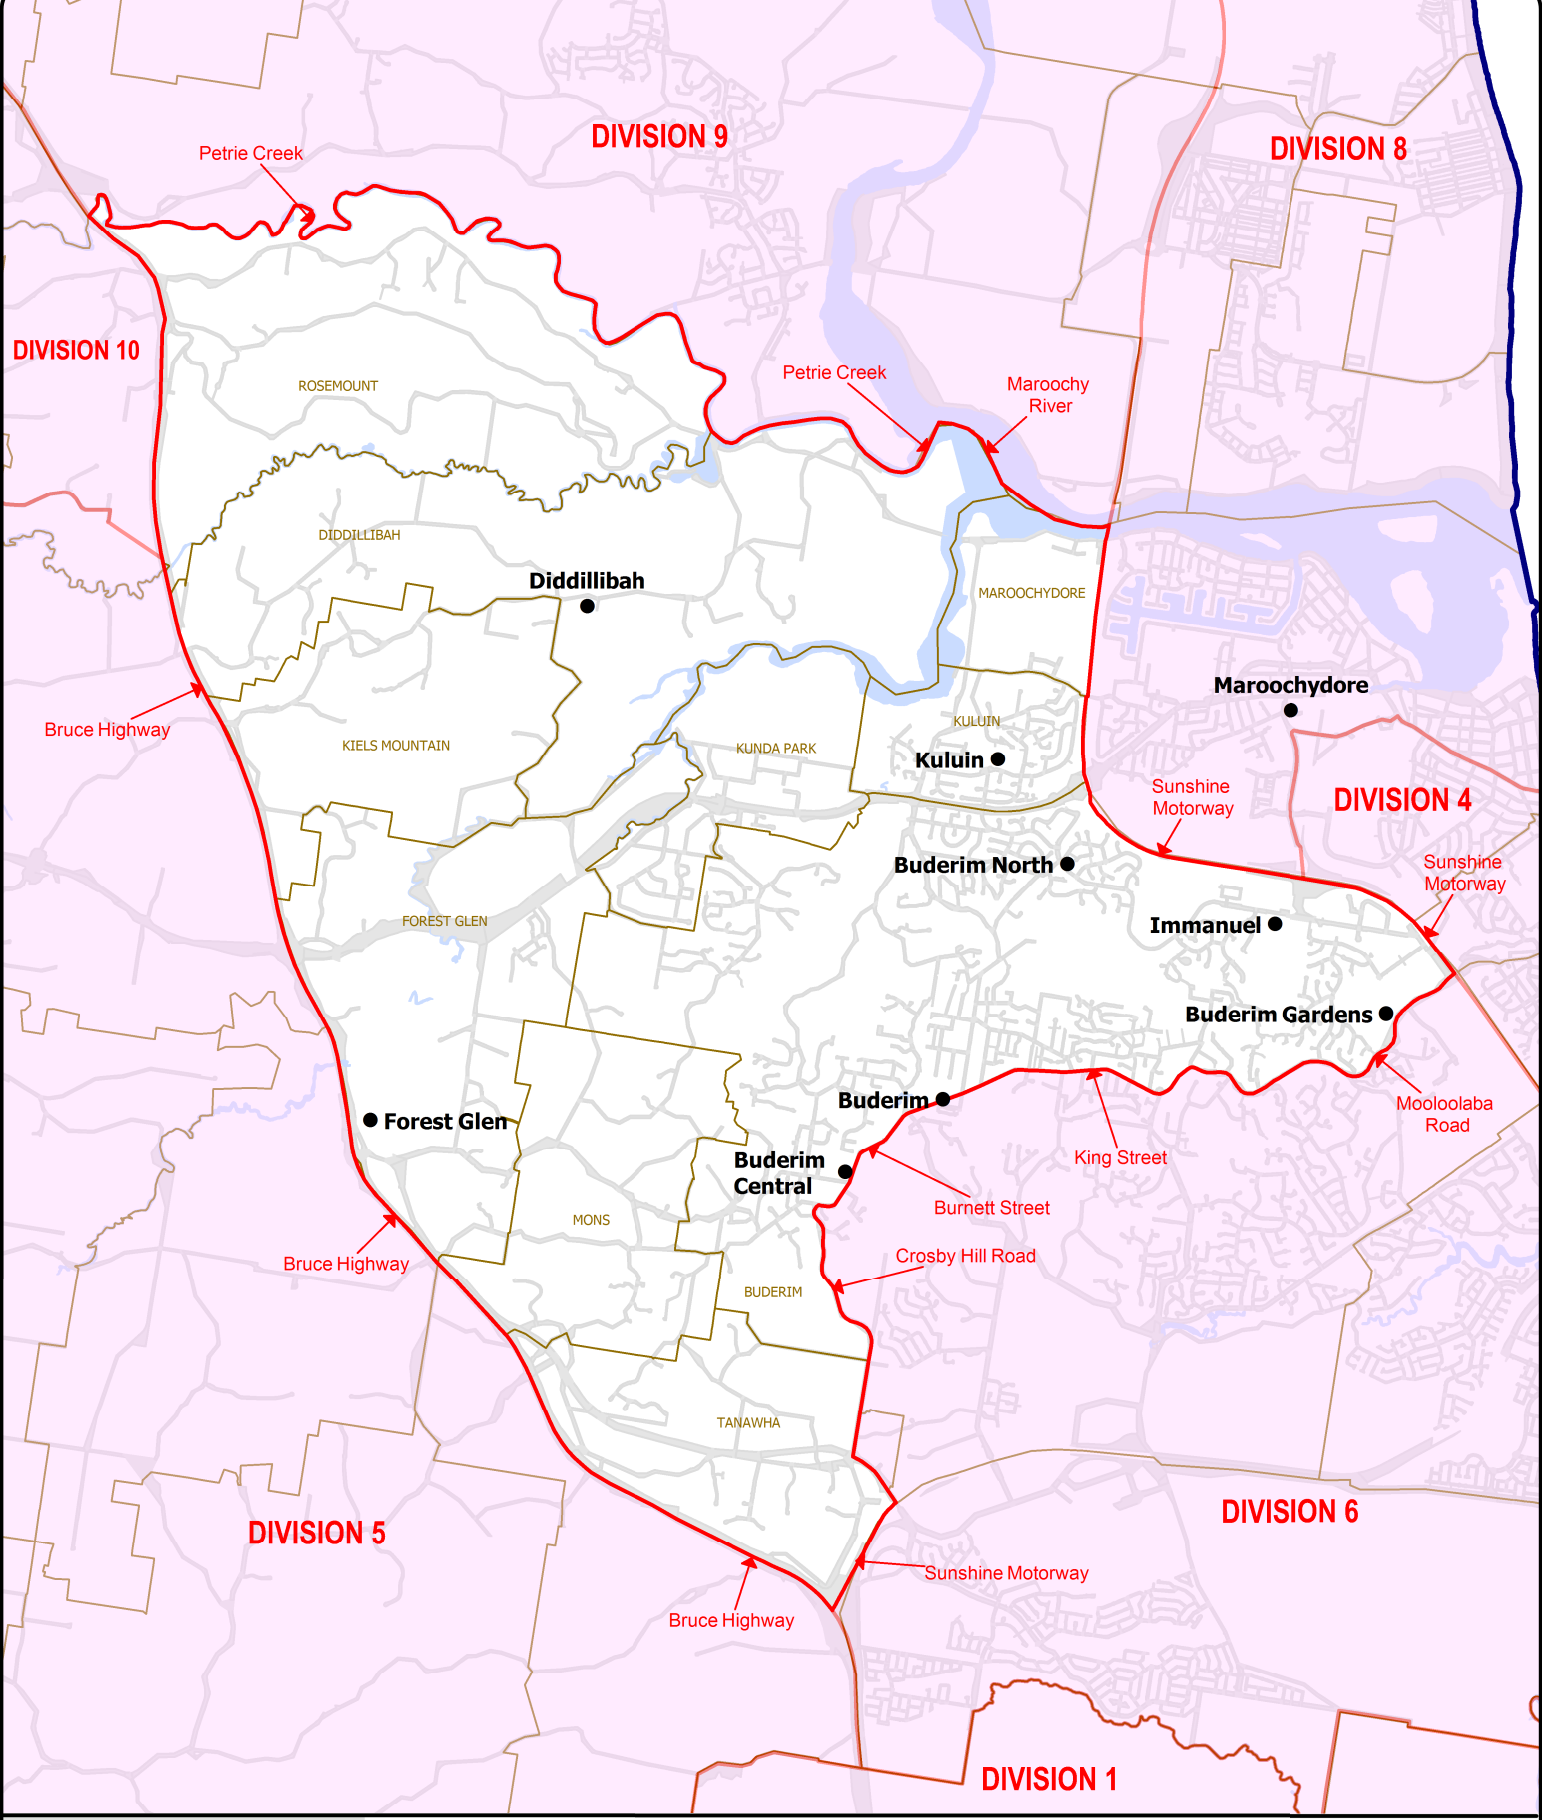 DIVISION 9
DIVISION 8
Petrie Creek
DIVISION 10
Petrie Creek
Maroochy
River
ROSEMOUNT
DIDDILLIBAH
Diddillibah
MAROOCHYDORE
Maroochydore
Bruce Highway
KIELS MOUNTAIN
KUNDA PARK
KULUIN
Kuluin
Sunshine
Motorway
DIVISION 4
Buderim North
Sunshine
Motorway
FOREST GLEN
Immanuel
Buderim Gardens
Forest Glen
Buderim
Mooloolaba
Road
King Street
Buderim
Central
Burnett Street
MONS
Bruce Highway
Crosby Hill Road
BUDERIM
TANAWHA
DIVISION 5
DIVISION 6
Sunshine Motorway
Bruce Highway
DIVISION 1